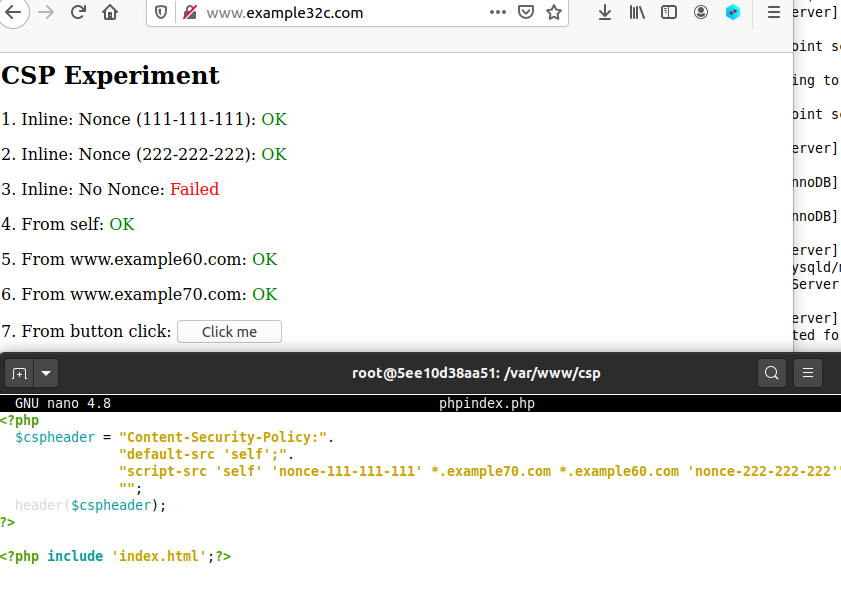 www.example32c.com
CSP Experiment
1. Inline: Nonce (111-111-111): OK
2. Inline: Nonce (222-222-222): OK
3. Inline: No Nonce: Failed
4. From self: OK
5. From www.example60.com: OK
6. From www.example70.com: OK
7. From button click: Click me
erver]
oint s
ing to
oint s
erver]
nnoDB]
nnoDB]
erver]
ysqld/
Server
erver]
ted fo
root@5ee10d38aa51: /var/www/csp
GNU nano 4.8 phpindex.php
<?php
$cspheader = "Content-Security-Policy:".
"default-src 'self';".
"script-src 'self' 'nonce-111-111-111' *.example70.com *.example60.com 'nonce-222-222-222'"
"";
header($cspheader);
?>
<?php include 'index.html';?>